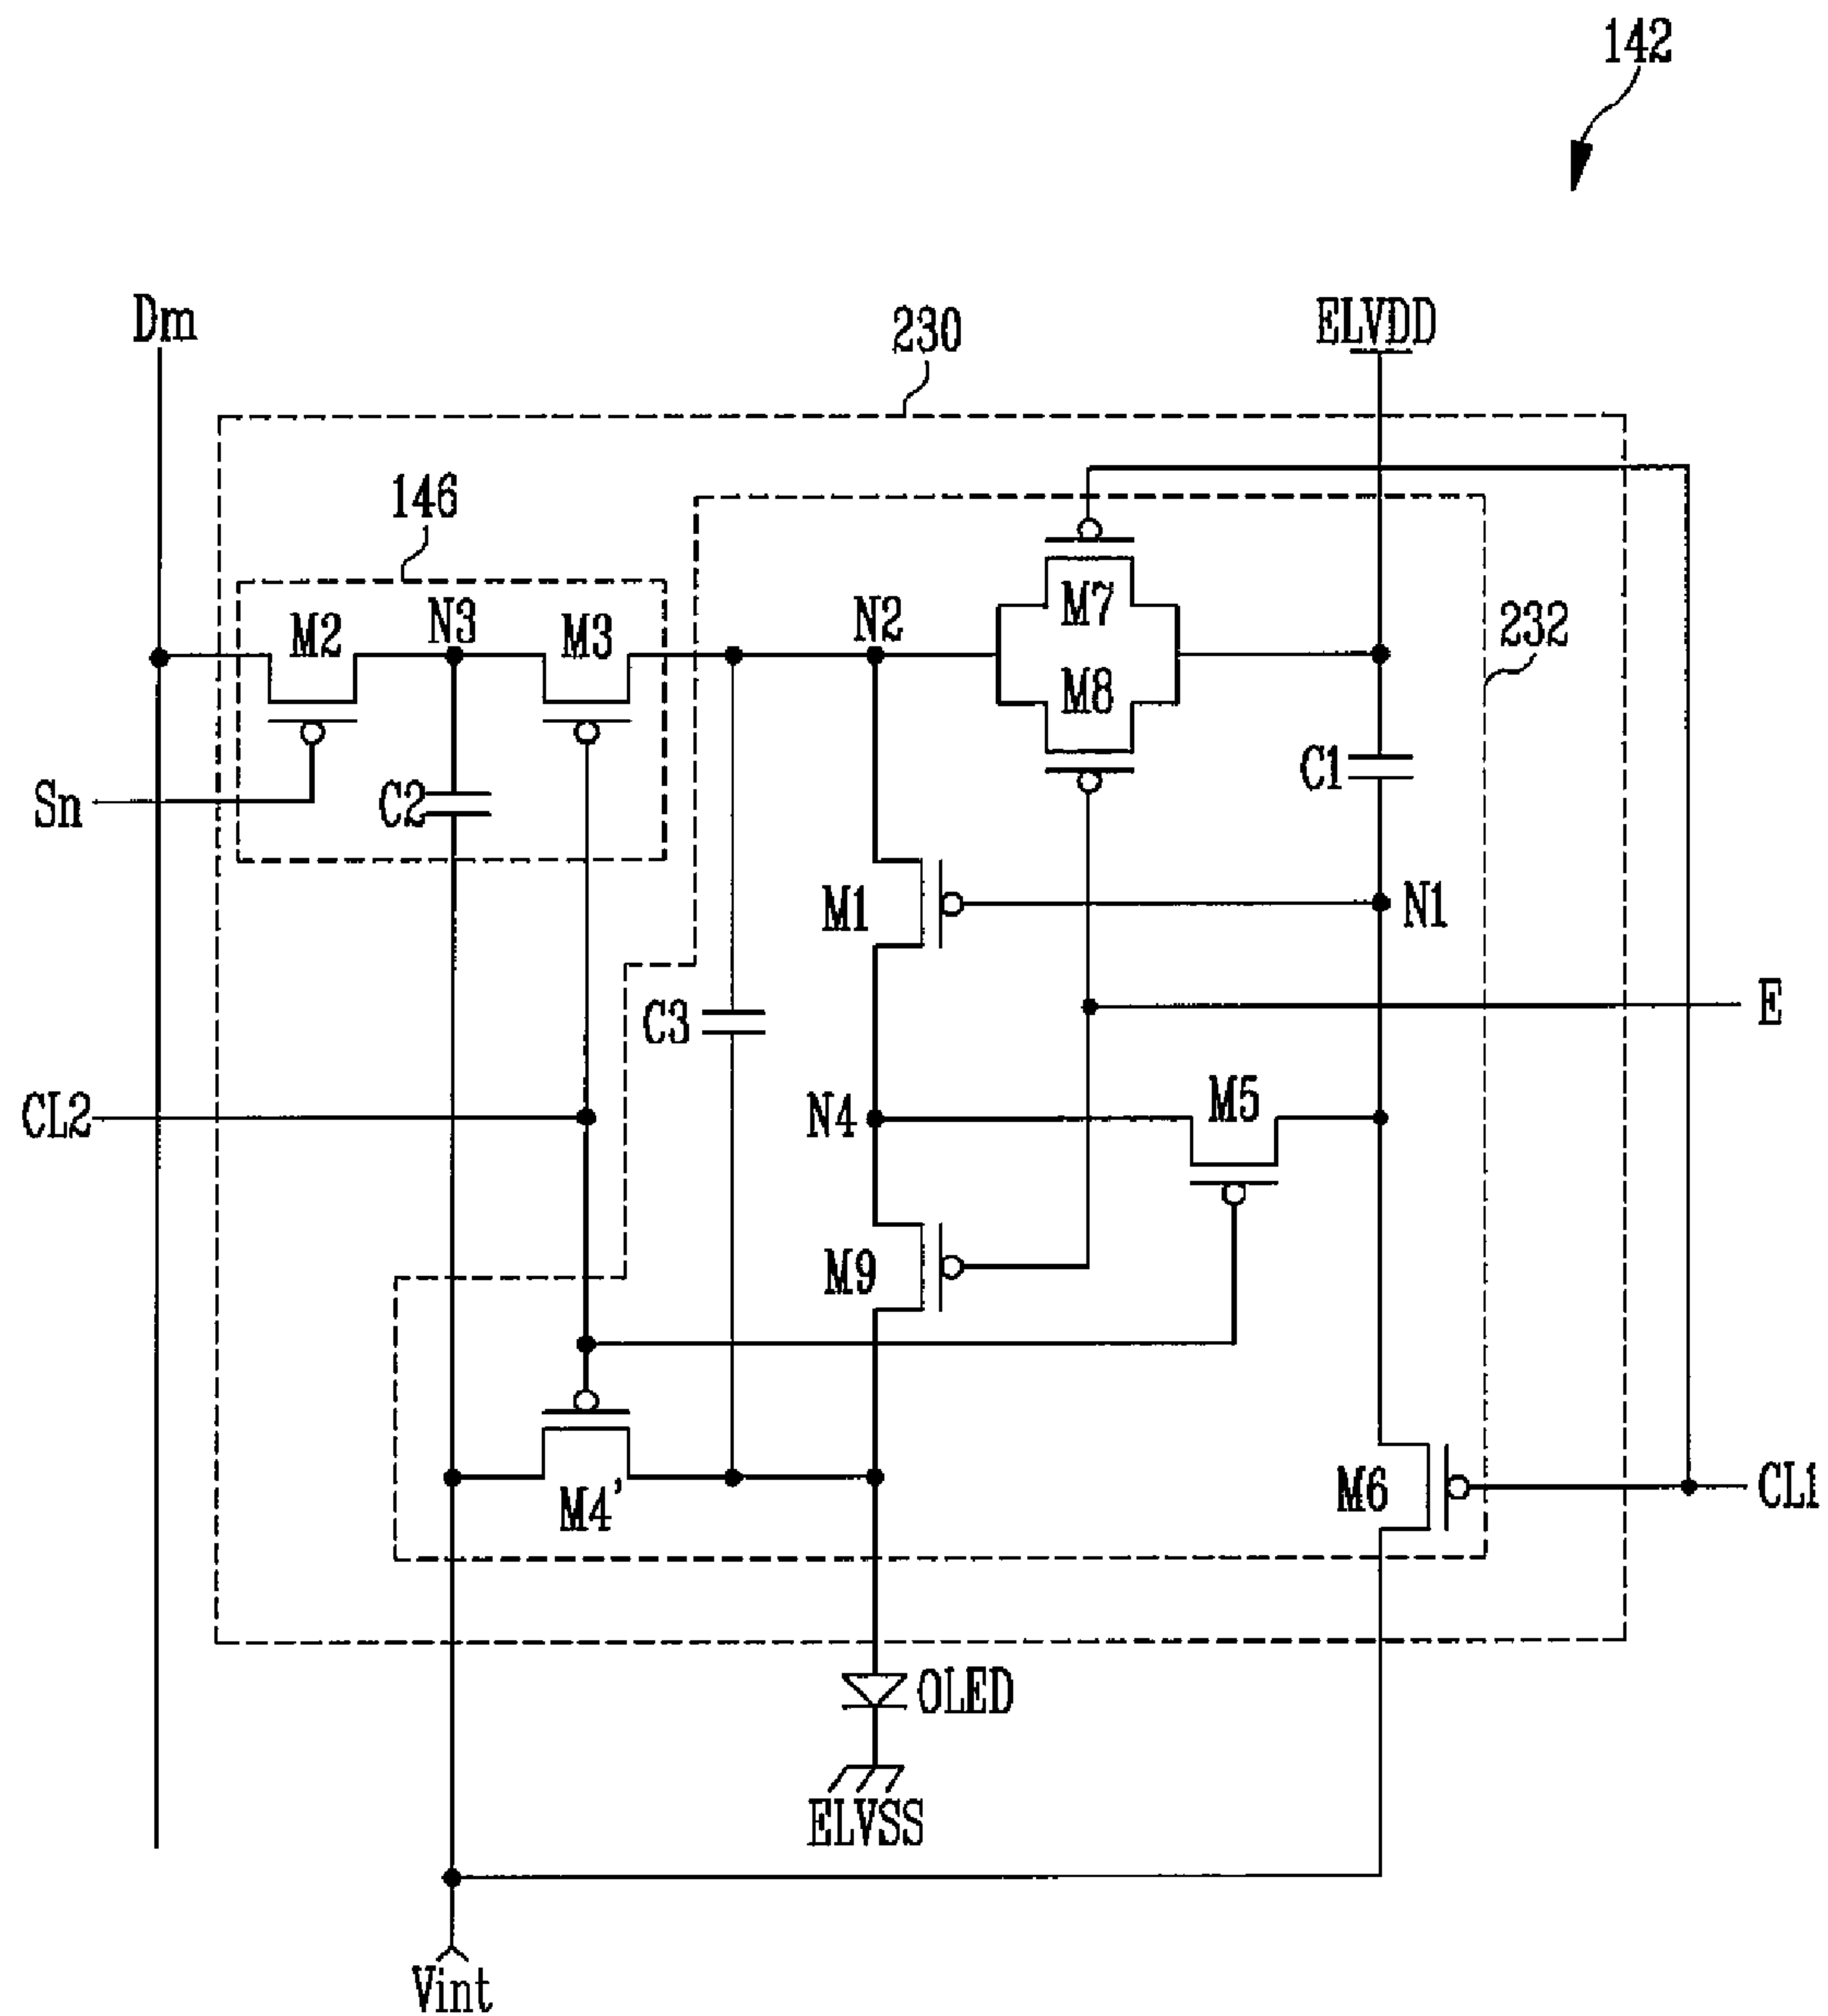 142
Dm
230
ELVDD
146
M2
N3
M3
N2
M7
232
M8
Sn
C2
C1
M1
N1
C3
E
CL2
N4
M5
M9
M4'
M6
CL1
OLED
ELVSS
Vint